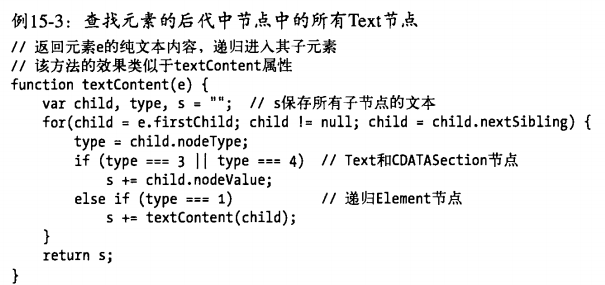 例15-3：查找元素的后代中节点中的所有Text节点
// 返回元素e的纯文本内容，递归进入其子元素
// 该方法的效果类似于textContent属性
function textContent(e) {
    var child, type, s = "";  // s保存所有子节点的文本
    for(child = e.firstChild; child != null; child = child.nextSibling) {
        type = child.nodeType;
        if (type === 3 || type === 4)  // Text和CDATASection节点
            s += child.nodeValue;
        else if (type === 1)           // 递归Element节点
            s += textContent(child);
    }
    return s;
}